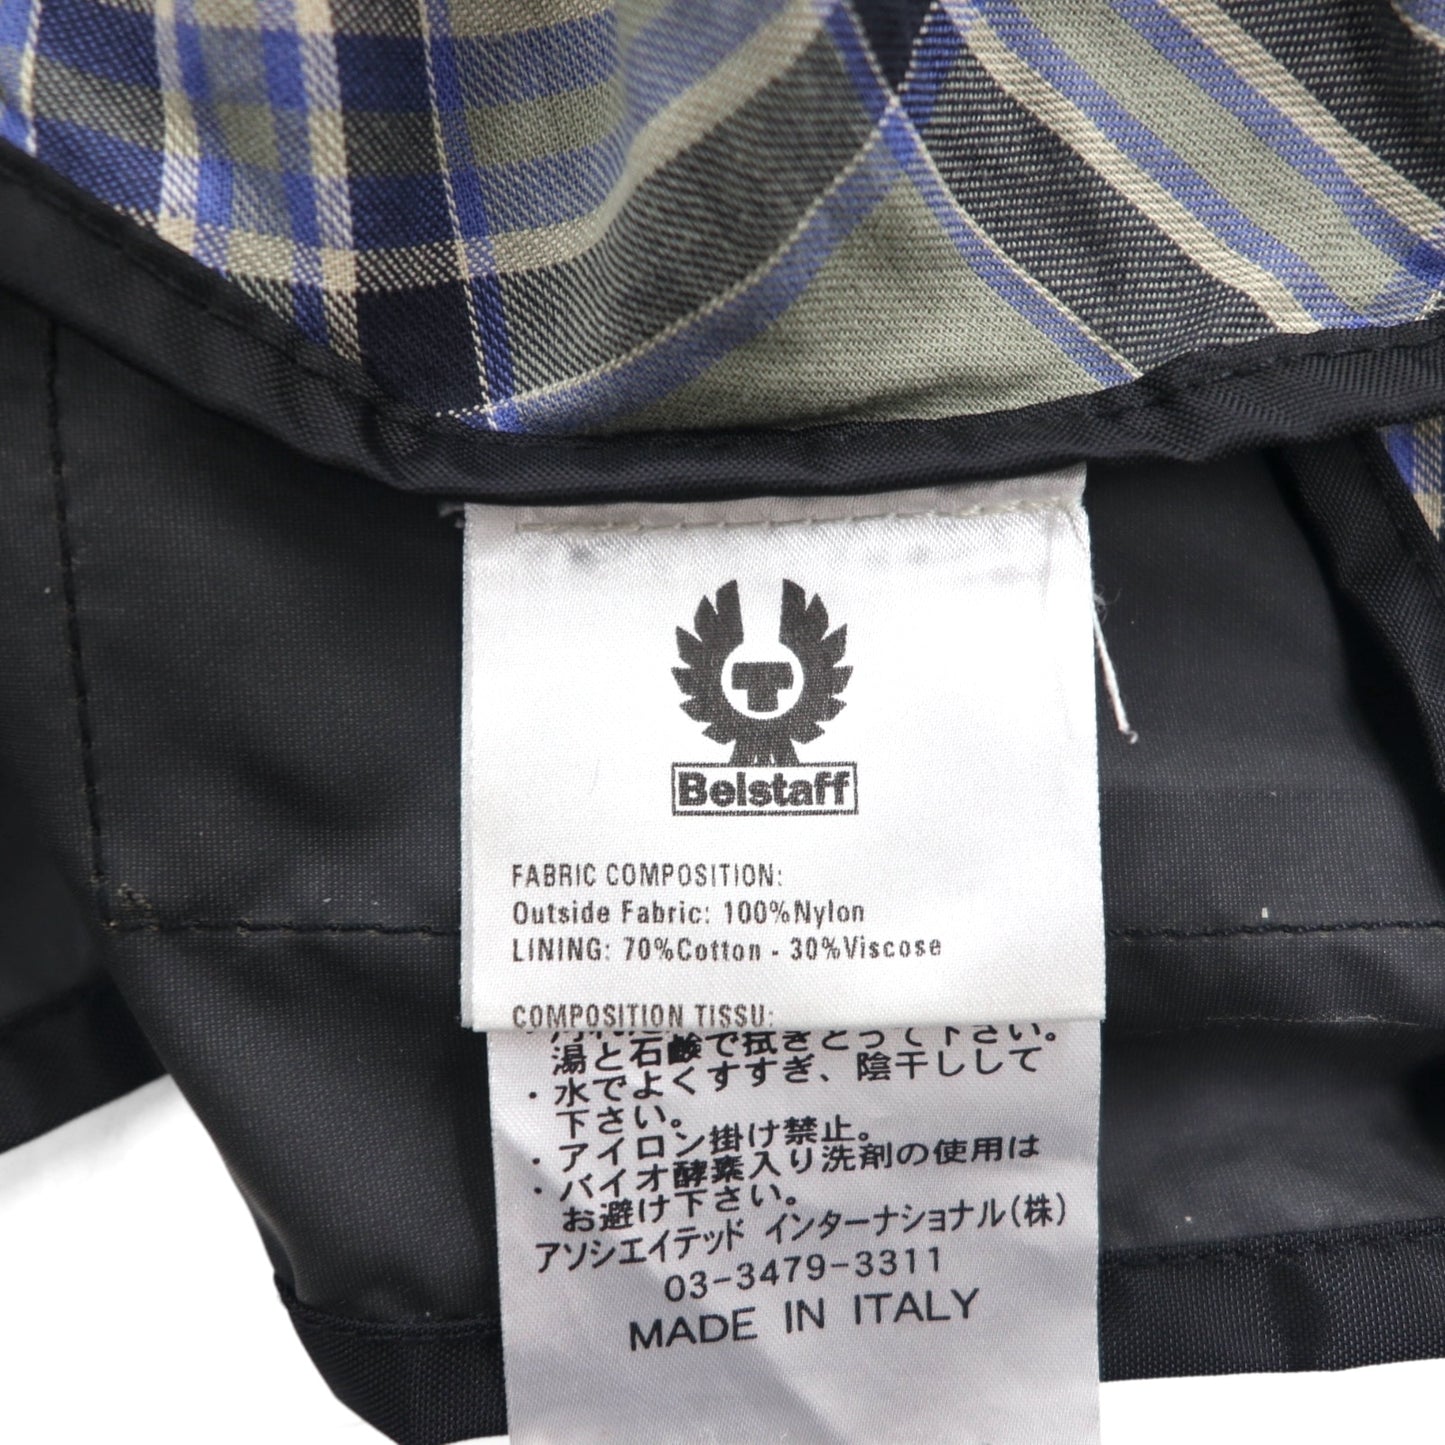 T
Belstaff
FABRIC COMPOSITION:
Outside Fabric: 100%Nylon
LINING: 70%Cotton - 30%Viscose
COMPOSITION TISSU:
拭きとって下さい。
湯と石鹸で
・水でよくすすぎ、陰干しして
下さい。
・アイロン掛け禁止。
・バイオ酵素入り洗剤の使用は
お避け下さい。
アソシエイテッド インターナショナル(株)
03-3479-3311
MADE IN ITALY